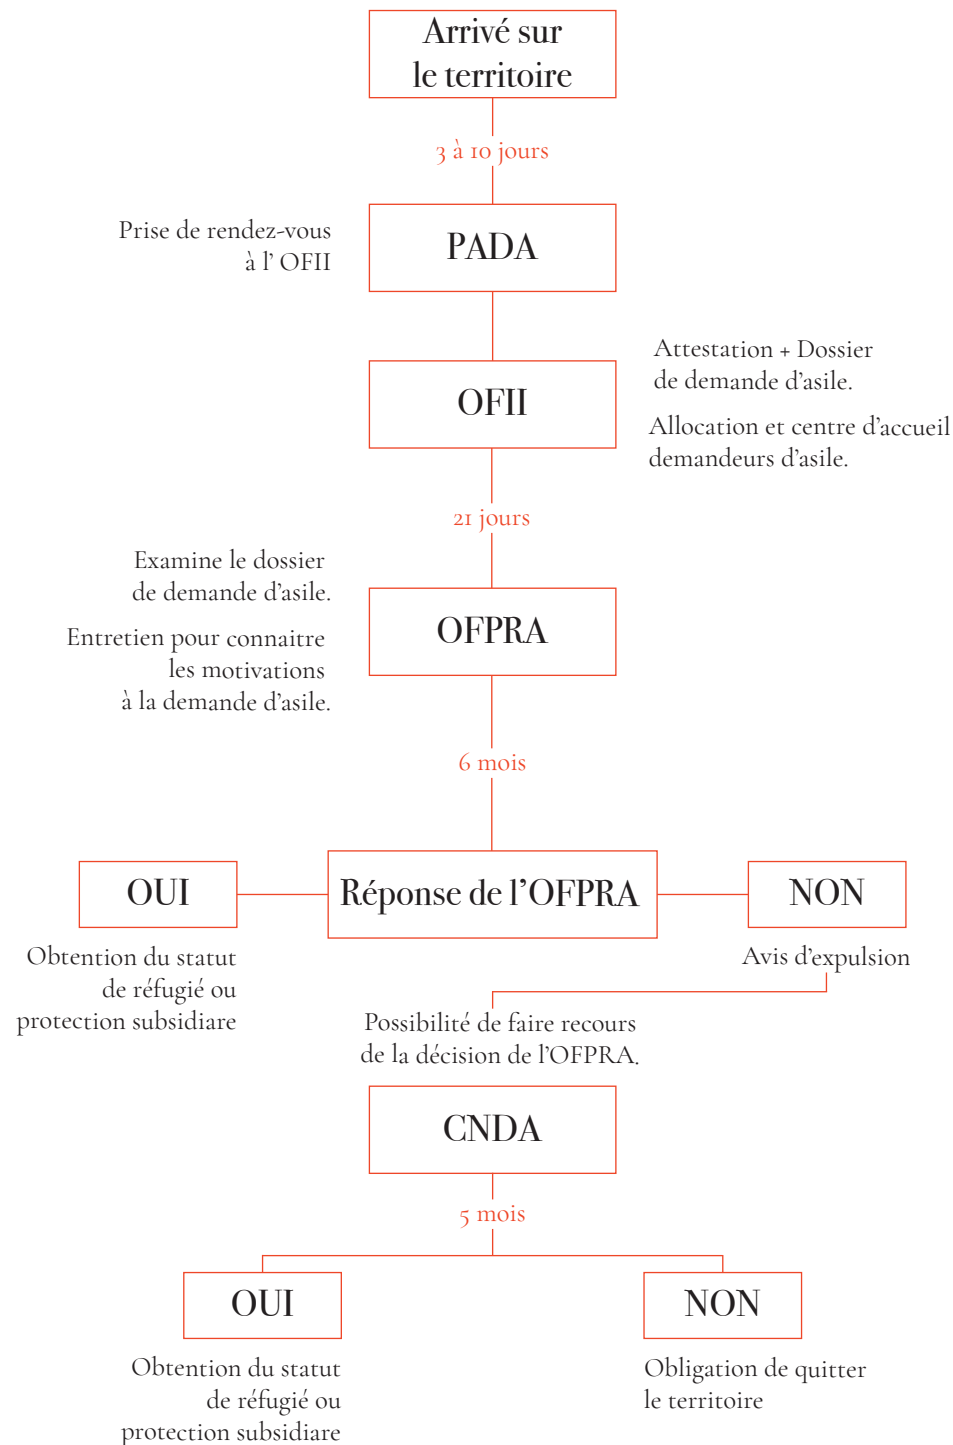 Arrivé sur
le territoire
3 à 10 jours
Prise de rendez-vous
à l' OFII
PADA
OFII
Attestation + Dossier
de demande d'asile.
Allocation et centre d'accueil
demandeurs d'asile.
21 jours
Examine le dossier
de demande d'asile.
Entretien pour connaitre
les motivations
à la demande d'asile.
OFPRA
6 mois
OUI
Réponse de l'OFPRA
NON
Obtention du statut
de réfugié ou
protection subsidiare
Avis d'expulsion
Possibilité de faire recours
de la décision de l'OFPRA.
CNDA
5 mois
OUI
NON
Obtention du statut
de réfugié ou
protection subsidiare
Obligation de quitter
le territoire